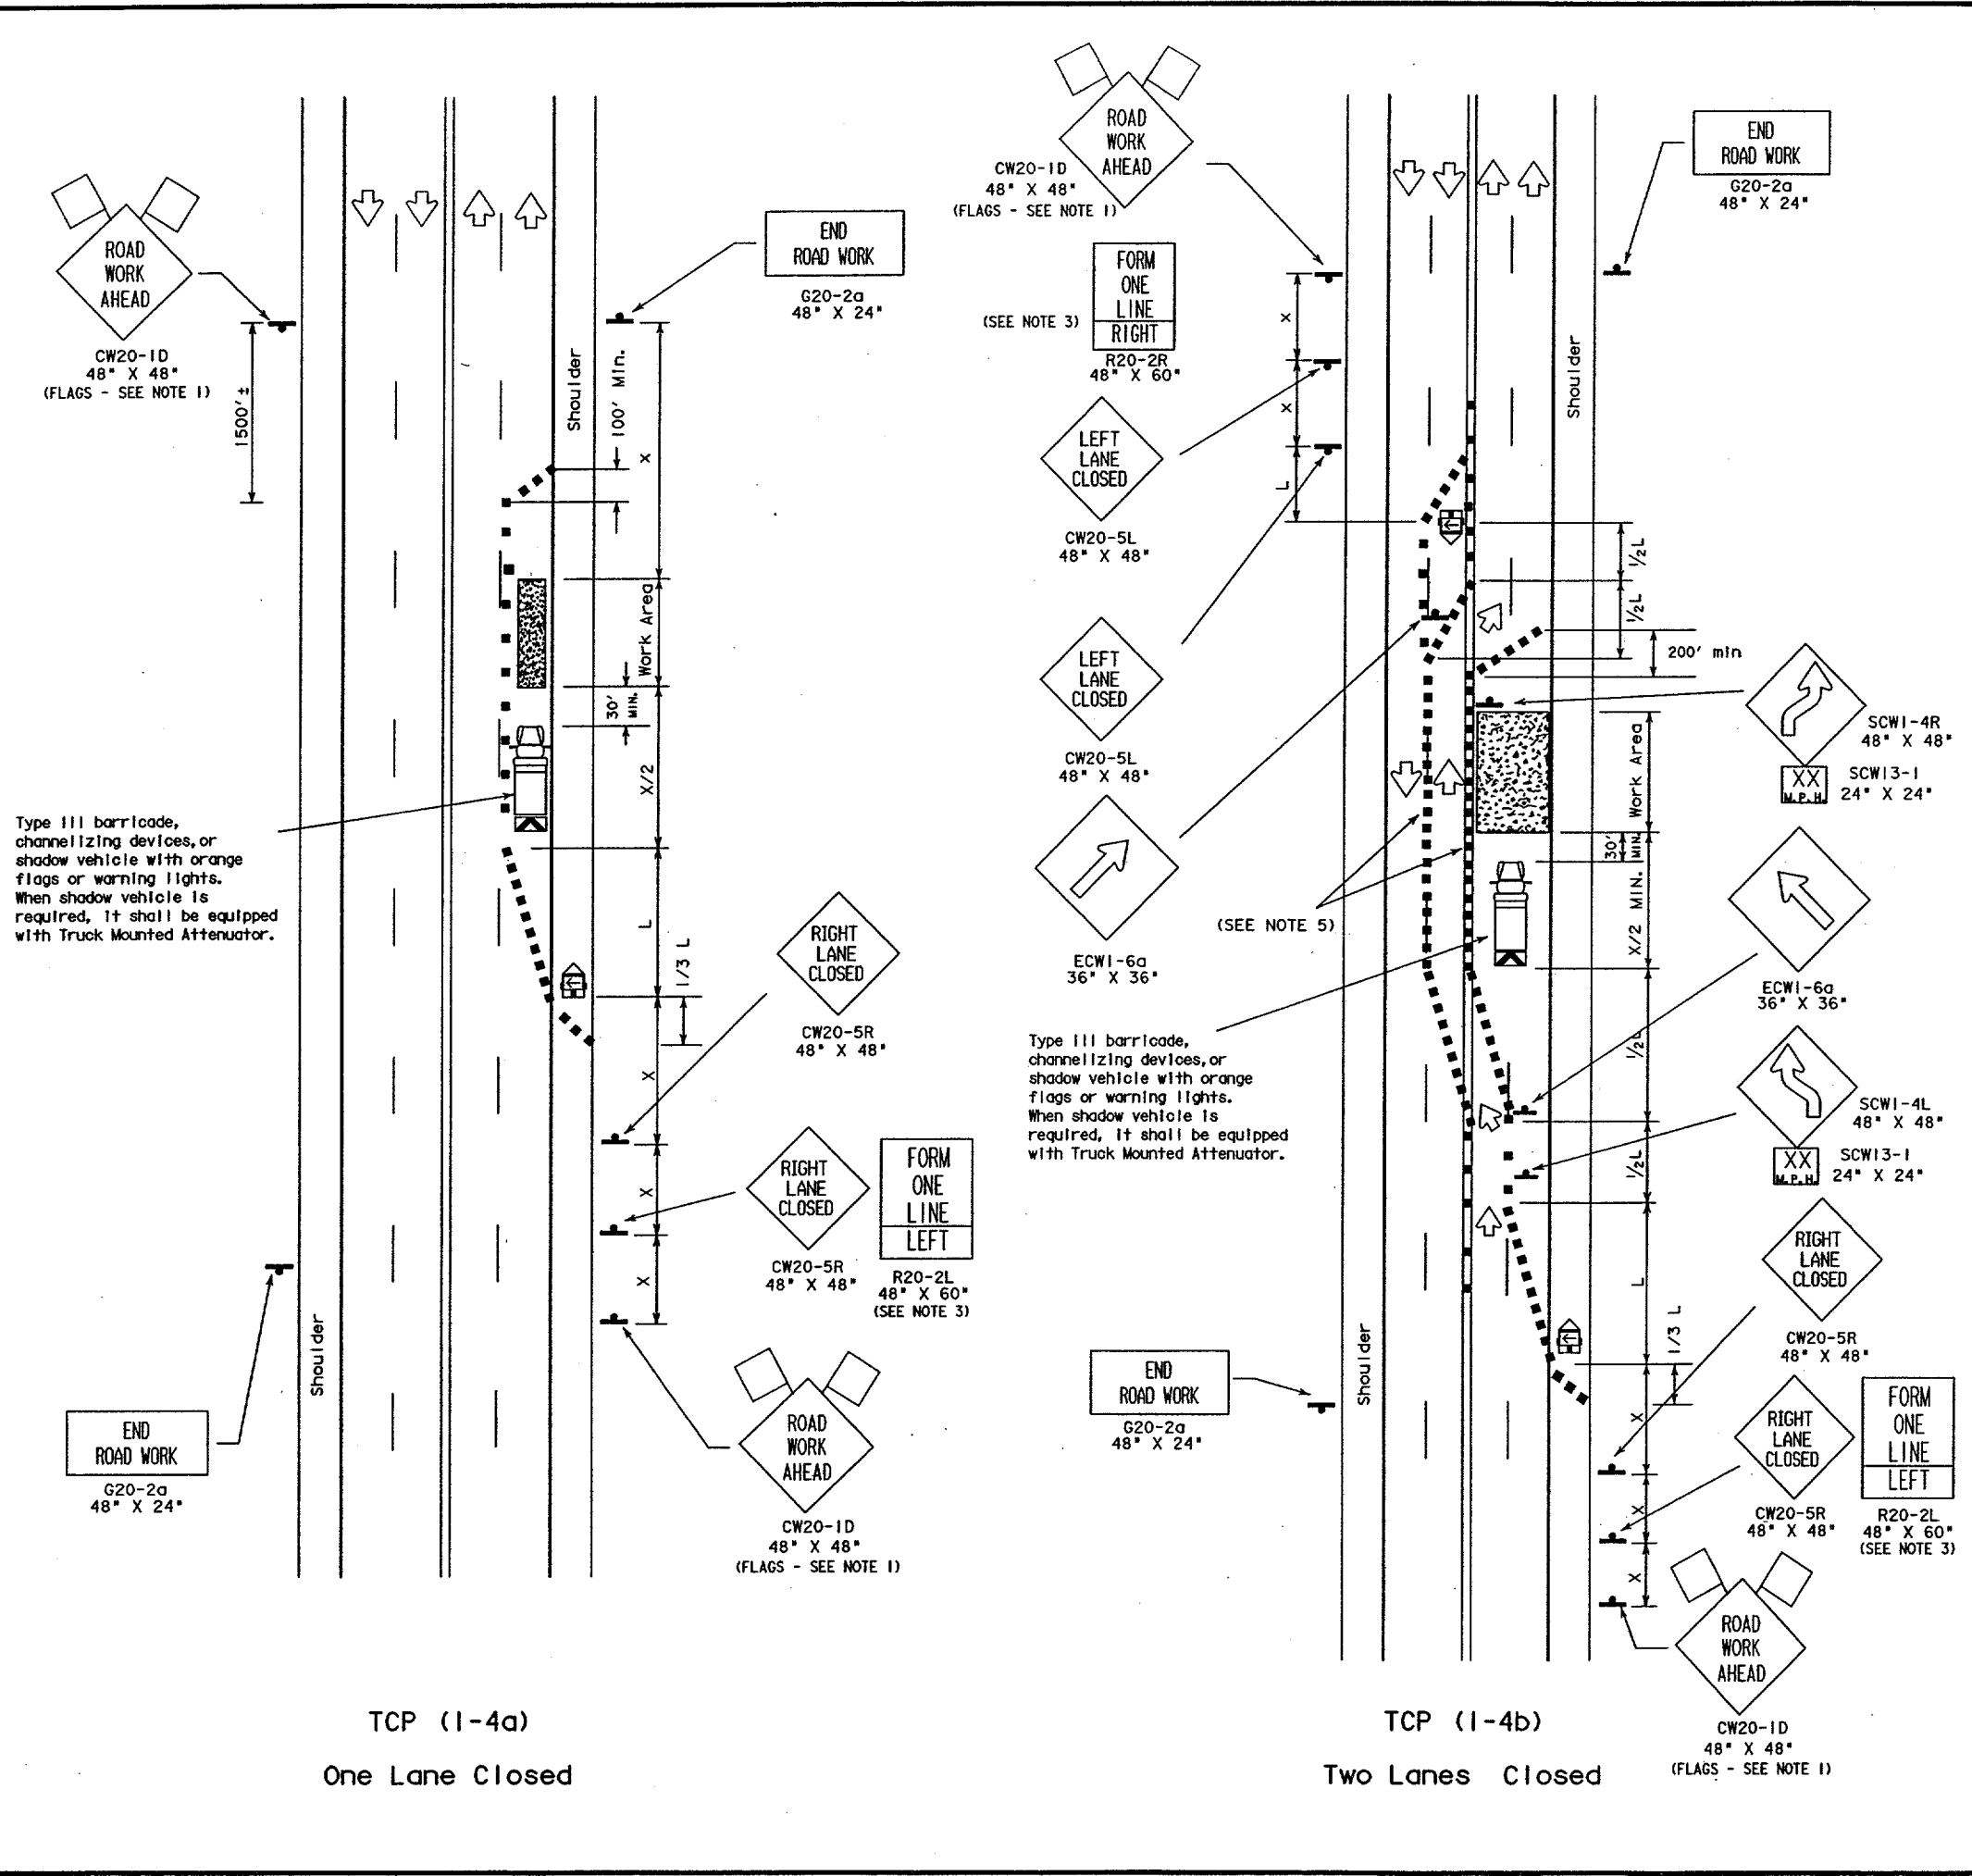 ROAD
WORK
AHEAD
CW20-1D
48" X 48"
(FLAGS - SEE NOTE 1)
1500' ±
END
ROAD WORK
G20-2a
48" X 24"
Shoulder
100' Min.
X
Work Area
30'
MIN.
X/2
Type III barricade,
channelizing devices, or
shadow vehicle with orange
flags or warning lights.
When shadow vehicle is
required, it shall be equipped
with Truck Mounted Attenuator.
L
1/3 L
RIGHT
LANE
CLOSED
CW20-5R
48" X 48"
X
X
RIGHT
LANE
CLOSED
CW20-5R
48" X 48"
FORM
ONE
LINE
LEFT
R20-2L
48" X 60"
(SEE NOTE 3)
X
Shoulder
END
ROAD WORK
G20-2a
48" X 24"
ROAD
WORK
AHEAD
CW20-1D
48" X 48"
(FLAGS - SEE NOTE 1)
TCP (1-4a)
One Lane Closed
ROAD
WORK
AHEAD
CW20-1D
48" X 48"
(FLAGS - SEE NOTE 1)
END
ROAD WORK
G20-2a
48" X 24"
FORM
ONE
LINE
RIGHT
(SEE NOTE 3)
R20-2R
48" X 60"
X
X
L
Shoulder
LEFT
LANE
CLOSED
CW20-5L
48" X 48"
1/2L
1/2L
200' min
LEFT
LANE
CLOSED
CW20-5L
48" X 48"
SCW1-4R
48" X 48"
XX
M.P.H.
SCW13-1
24" X 24"
Work Area
30'
MIN.
X/2 MIN.
(SEE NOTE 5)
ECW1-6a
36" X 36"
ECW1-6a
36" X 36"
Type III barricade,
channelizing devices, or
shadow vehicle with orange
flags or warning lights.
When shadow vehicle is
required, it shall be equipped
with Truck Mounted Attenuator.
1/2L
1/2L
SCW1-4L
48" X 48"
XX
M.P.H.
SCW13-1
24" X 24"
RIGHT
LANE
CLOSED
CW20-5R
48" X 48"
L
1/3 L
Shoulder
END
ROAD WORK
G20-2a
48" X 24"
X
X
X
RIGHT
LANE
CLOSED
CW20-5R
48" X 48"
FORM
ONE
LINE
LEFT
R20-2L
48" X 60"
(SEE NOTE 3)
ROAD
WORK
AHEAD
CW20-1D
48" X 48"
(FLAGS - SEE NOTE 1)
TCP (1-4b)
Two Lanes Closed